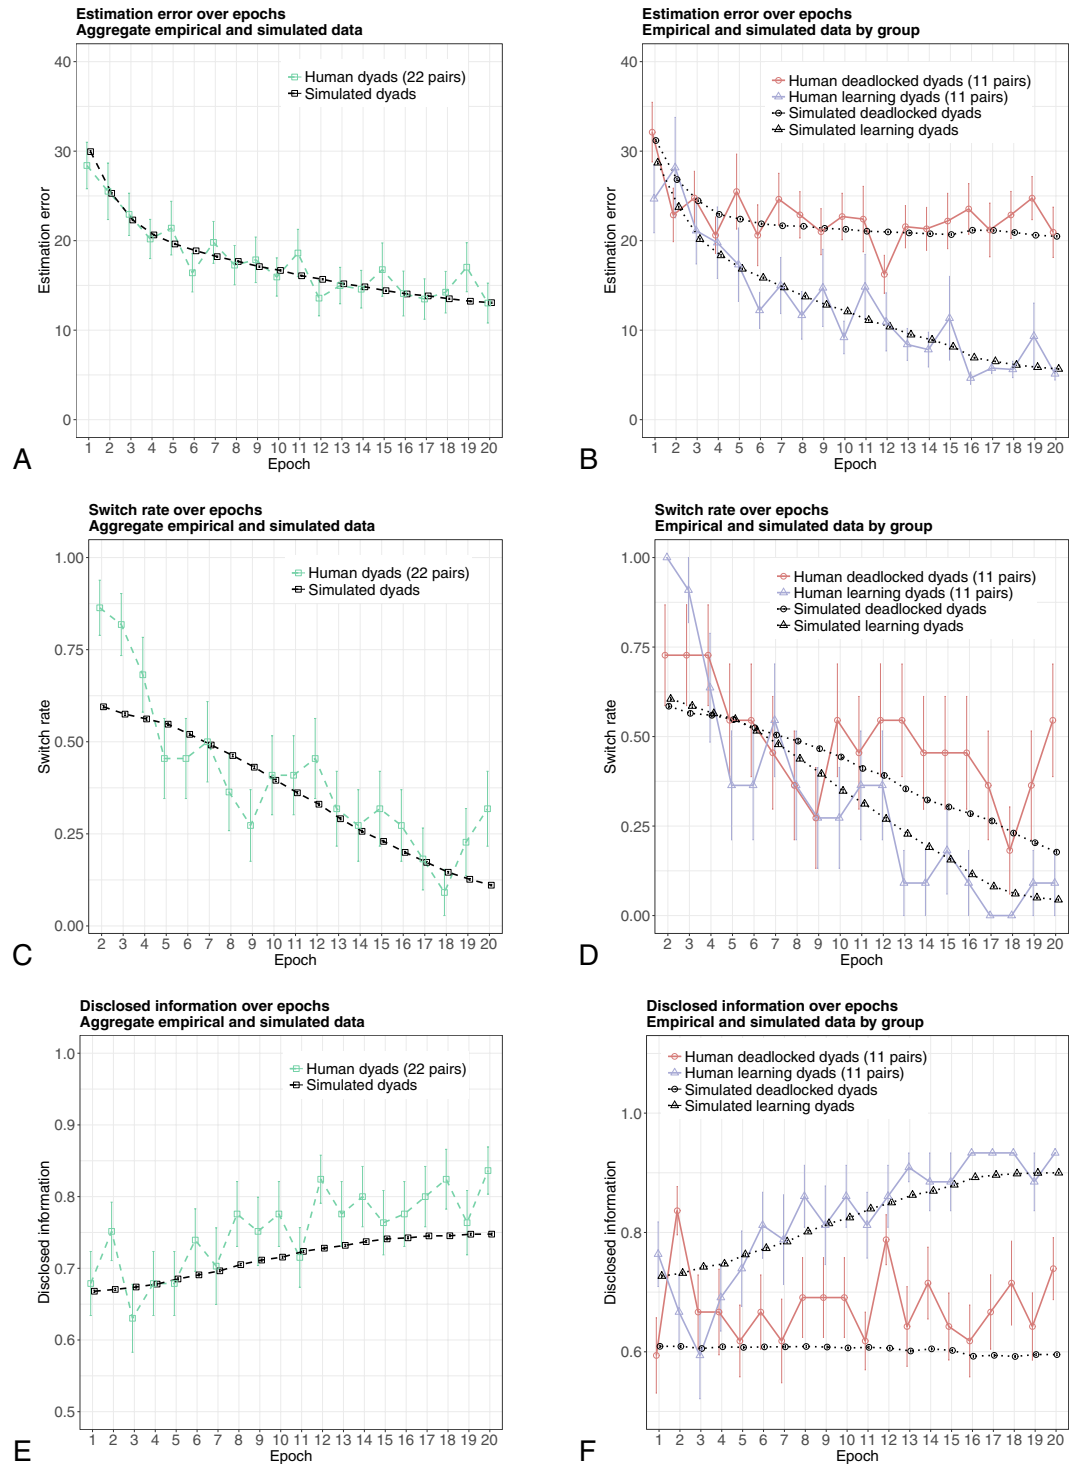 Estimation error over epochs
Aggregate empirical and simulated data
40
30
20
10
0
Estimation error
Human dyads (22 pairs)
Simulated dyads
1 2 3 4 5 6 7 8 9 10 11 12 13 14 15 16 17 18 19 20
Epoch
A
Estimation error over epochs
Empirical and simulated data by group
40
30
20
10
0
Estimation error
Human deadlocked dyads (11 pairs)
Human learning dyads (11 pairs)
Simulated deadlocked dyads
Simulated learning dyads
1 2 3 4 5 6 7 8 9 10 11 12 13 14 15 16 17 18 19 20
Epoch
B
Switch rate over epochs
Aggregate empirical and simulated data
1.00
0.75
0.50
0.25
0.00
Switch rate
Human dyads (22 pairs)
Simulated dyads
2 3 4 5 6 7 8 9 10 11 12 13 14 15 16 17 18 19 20
Epoch
C
Switch rate over epochs
Empirical and simulated data by group
1.00
0.75
0.50
0.25
0.00
Switch rate
Human deadlocked dyads (11 pairs)
Human learning dyads (11 pairs)
Simulated deadlocked dyads
Simulated learning dyads
2 3 4 5 6 7 8 9 10 11 12 13 14 15 16 17 18 19 20
Epoch
D
Disclosed information over epochs
Aggregate empirical and simulated data
1.0
0.9
0.8
0.7
0.6
0.5
Disclosed information
Human dyads (22 pairs)
Simulated dyads
1 2 3 4 5 6 7 8 9 10 11 12 13 14 15 16 17 18 19 20
Epoch
E
Disclosed information over epochs
Empirical and simulated data by group
1.0
0.8
0.6
Disclosed information
Human deadlocked dyads (11 pairs)
Human learning dyads (11 pairs)
Simulated deadlocked dyads
Simulated learning dyads
1 2 3 4 5 6 7 8 9 10 11 12 13 14 15 16 17 18 19 20
Epoch
F